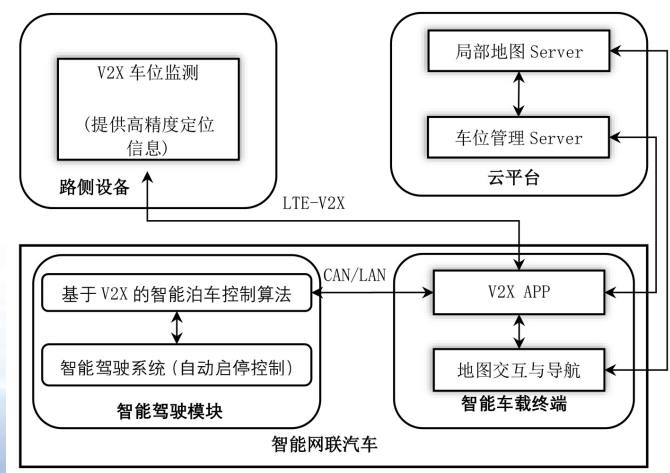 V2X 车位监测
(提供高精度定位
信息)
路侧设备
局部地图 Server
车位管理 Server
云平台
LTE-V2X
CAN/LAN
基于 V2X 的智能泊车控制算法
智能驾驶系统(自动启停控制)
智能驾驶模块
V2X APP
地图交互与导航
智能车载终端
智能网联汽车